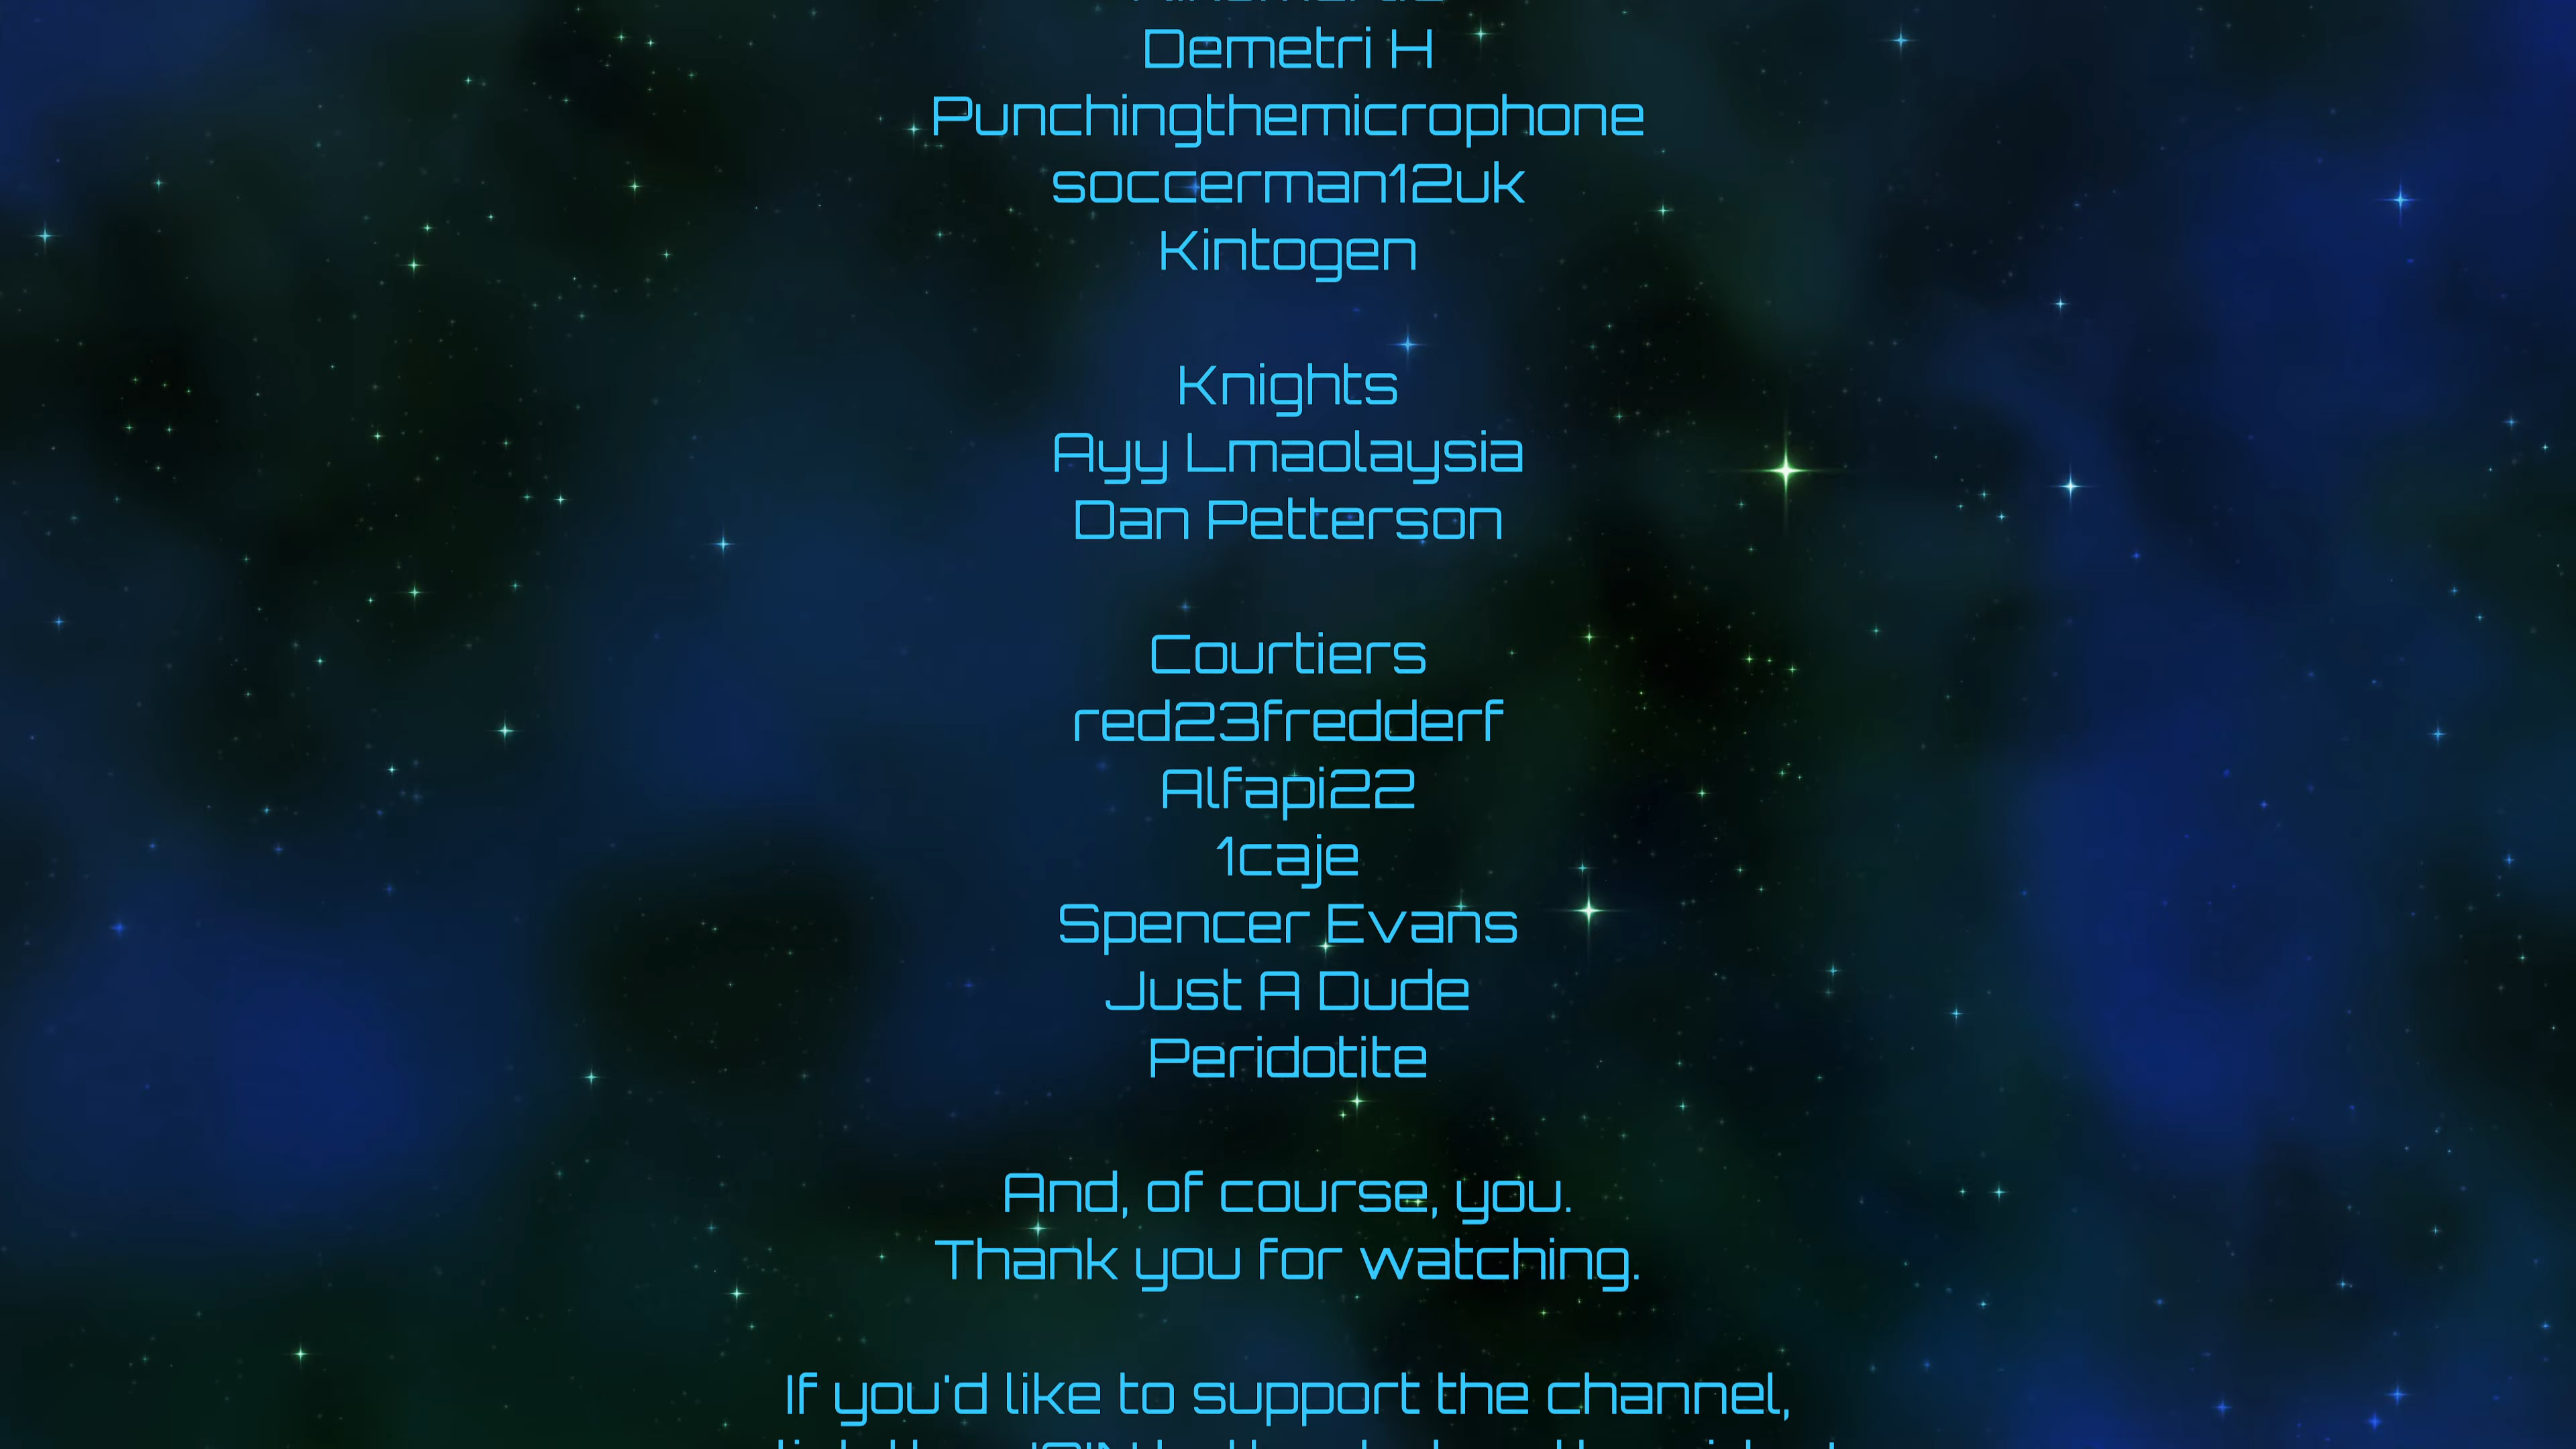 Demetri H
Punchingthemicrophone
soccerman12uk
Kintogen
Knights
Ayy Lmaolaysia
Dan Petterson
Courtiers
red23fredderf
Alfapi22
1caje
Spencer Evans
Just A Dude
Peridotite
And, of course, you.
Thank you for watching.
If you'd like to support the channel,